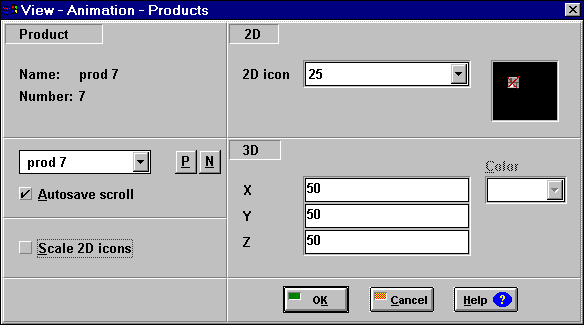 View - Animation - Products
Product
Name: prod 7
Number: 7
prod 7
P N
Autosave scroll
Scale 2D icons
2D
2D icon 25
3D
Color
X 50
Y 50
Z 50
OK Cancel Help ?